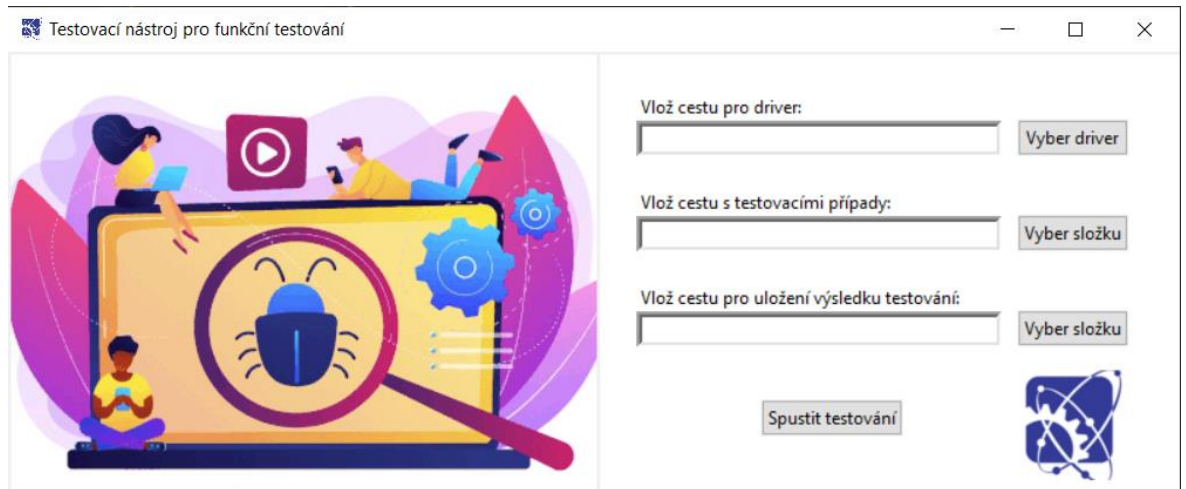 Testovací nástroj pro funkční testování
Vlož cestu pro driver:
Vyber driver
Vlož cestu s testovacími případy:
Vyber složku
Vlož cestu pro uložení výsledku testování:
Vyber složku
Spustit testování